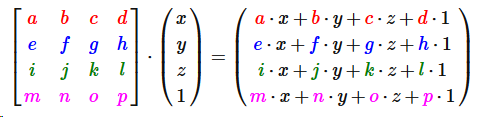 [a b c d] · (x) = (a · x + b · y + c · z + d · 1)
[e f g h] (y) (e · x + f · y + g · z + h · 1)
[i j k l] (z) (i · x + j · y + k · z + l · 1)
[m n o p] (1) (m · x + n · y + o · z + p · 1)